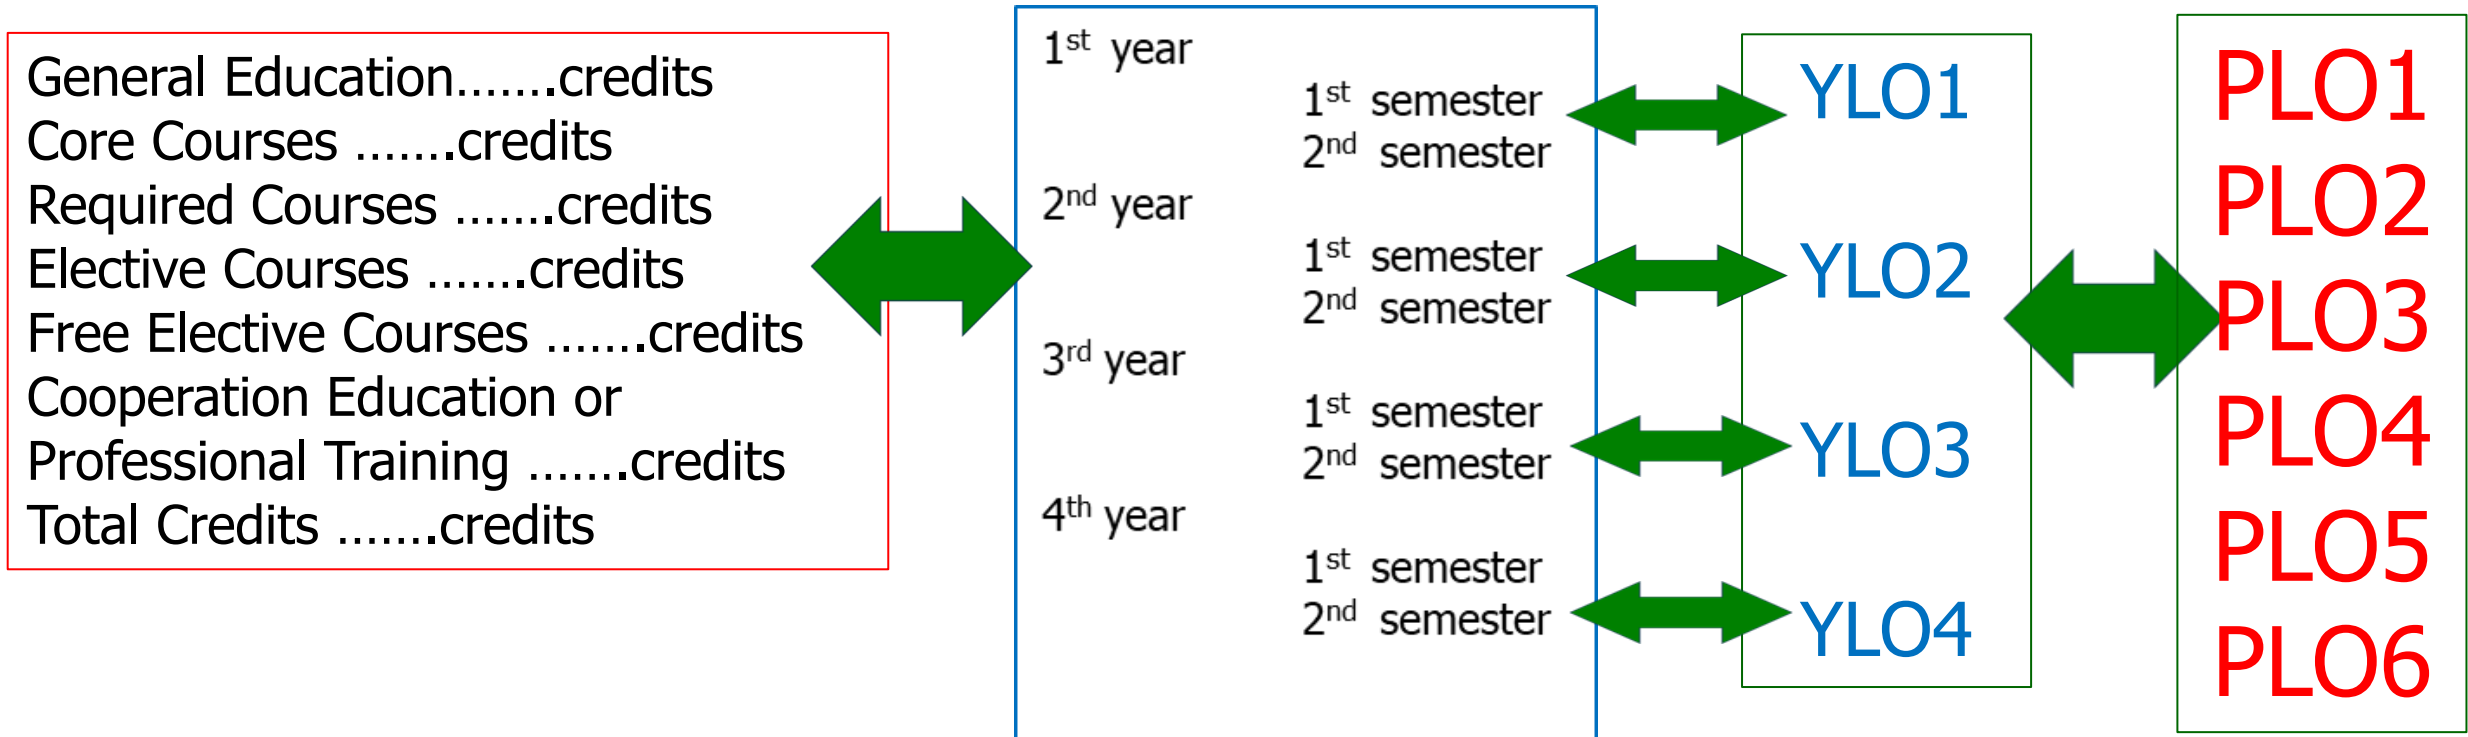 General Education.......credits
Core Courses .......credits
Required Courses .......credits
Elective Courses .......credits
Free Elective Courses .......credits
Cooperation Education or
Professional Training .......credits
Total Credits .......credits
1st year
1st semester
2nd semester
2nd year
1st semester
2nd semester
3rd year
1st semester
2nd semester
4th year
1st semester
2nd semester
YLO1
YLO2
YLO3
YLO4
PLO1
PLO2
PLO3
PLO4
PLO5
PLO6